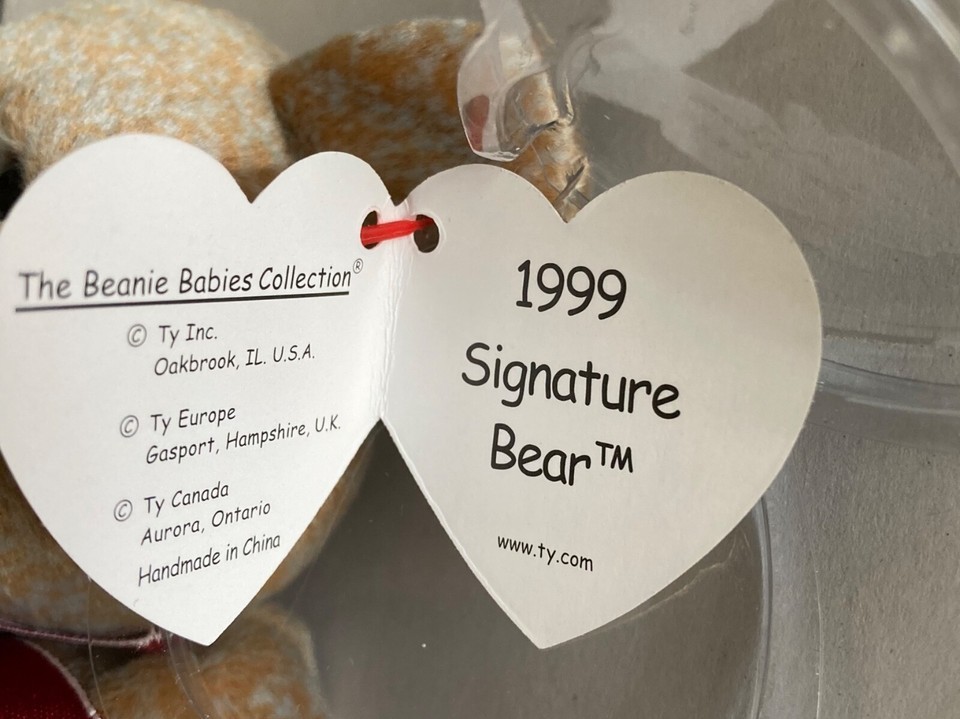 The Beanie Babies Collection®
© Ty Inc.
Oakbrook, IL. U.S.A.
© Ty Europe
Gasport, Hampshire, U.K.
© Ty Canada
Aurora, Ontario
Handmade in China
1999
Signature
Bear™
www.ty.com